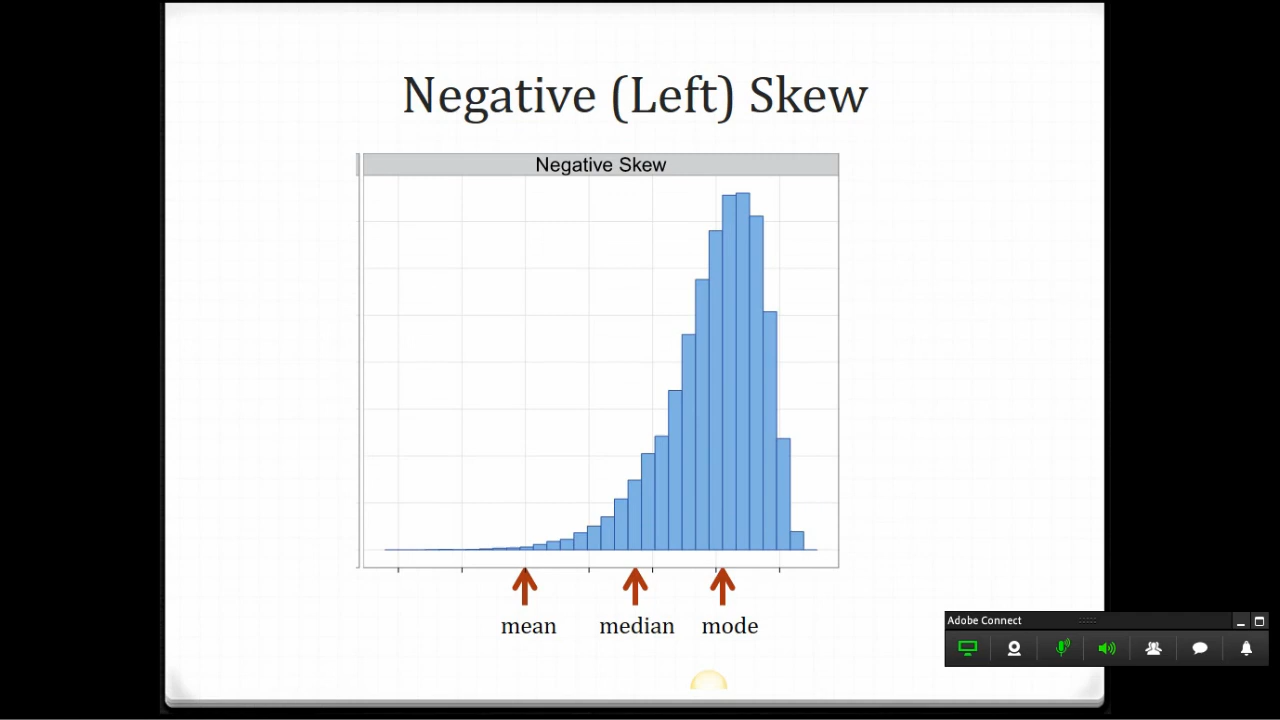 Negative (Left) Skew
Negative Skew
mean median mode
Adobe Connect